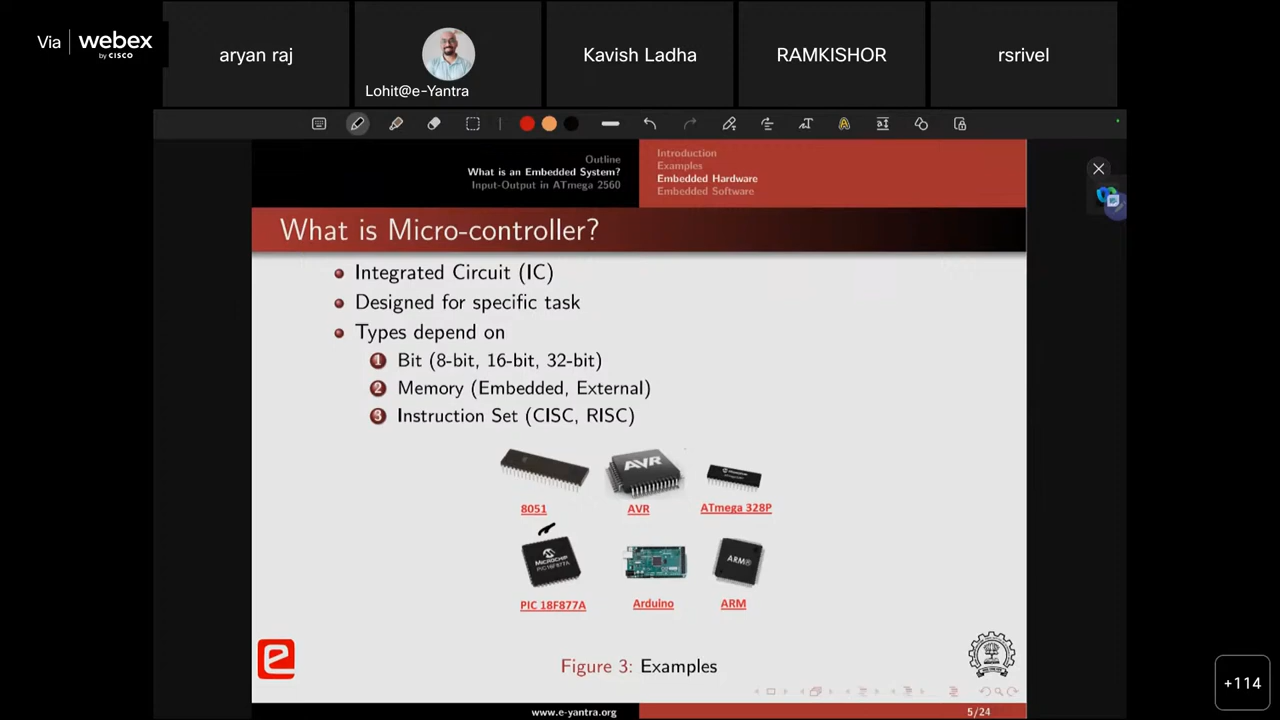 Via webex
by CISCO
aryan raj
Lohit@e-Yantra
Kavish Ladha
RAMKISHOR
rsrivel
Outline
What is an Embedded System?
Input-Output in ATmega 2560
Introduction
Examples
Embedded Hardware
Embedded Software
What is Micro-controller?
Integrated Circuit (IC)
Designed for specific task
Types depend on
1 Bit (8-bit, 16-bit, 32-bit)
2 Memory (Embedded, External)
3 Instruction Set (CISC, RISC)
AVR
8051
AVR
ATmega 328P
MICROCHIP
PIC18F877A
ARM®
PIC 18F877A
Arduino
ARM
Figure 3: Examples
www.e-yantra.org
5/24
+114